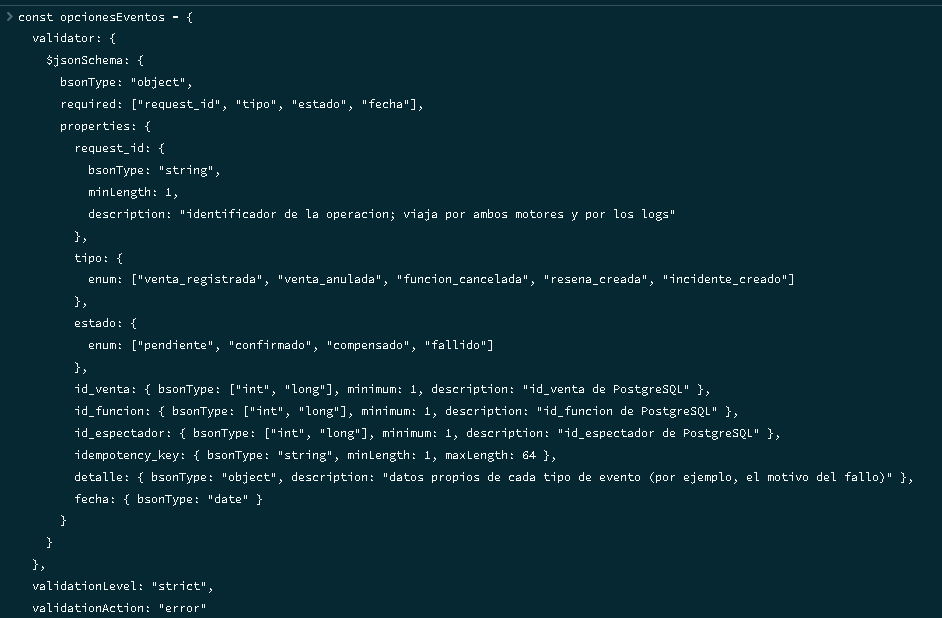 > const opcionesEventos = {
validator: {
$jsonSchema: {
bsonType: "object",
required: ["request_id", "tipo", "estado", "fecha"],
properties: {
request_id: {
bsonType: "string",
minLength: 1,
description: "identificador de la operacion; viaja por ambos motores y por los logs"
},
tipo: {
enum: ["venta_registrada", "venta_anulada", "funcion_cancelada", "resena_creada", "incidente_creado"]
},
estado: {
enum: ["pendiente", "confirmado", "compensado", "fallido"]
},
id_venta: { bsonType: ["int", "long"], minimum: 1, description: "id_venta de PostgreSQL" },
id_funcion: { bsonType: ["int", "long"], minimum: 1, description: "id_funcion de PostgreSQL" },
id_espectador: { bsonType: ["int", "long"], minimum: 1, description: "id_espectador de PostgreSQL" },
idempotency_key: { bsonType: "string", minLength: 1, maxLength: 64 },
detalle: { bsonType: "object", description: "datos propios de cada tipo de evento (por ejemplo, el motivo del fallo)" },
fecha: { bsonType: "date" }
}
}
},
validationLevel: "strict",
validationAction: "error"